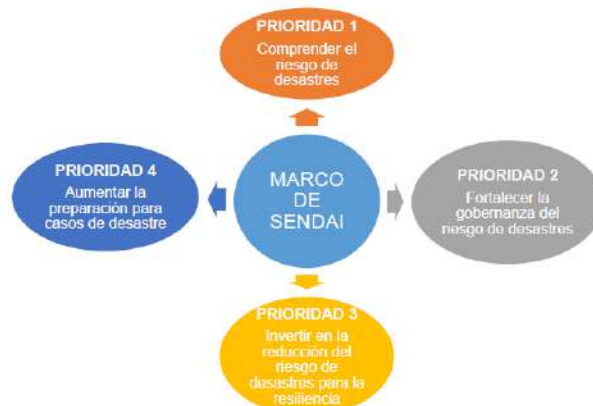 PRIORIDAD 1
Comprender el
riesgo de
desastres
PRIORIDAD 4
Aumentar la
preparación para
casos de desastre
MARCO
DE
SENDAI
PRIORIDAD 2
Fortalecer la
gobernanza del
riesgo de desastres
PRIORIDAD 3
Invertir en la
reducción del
riesgo de
desastres para la
resiliencia